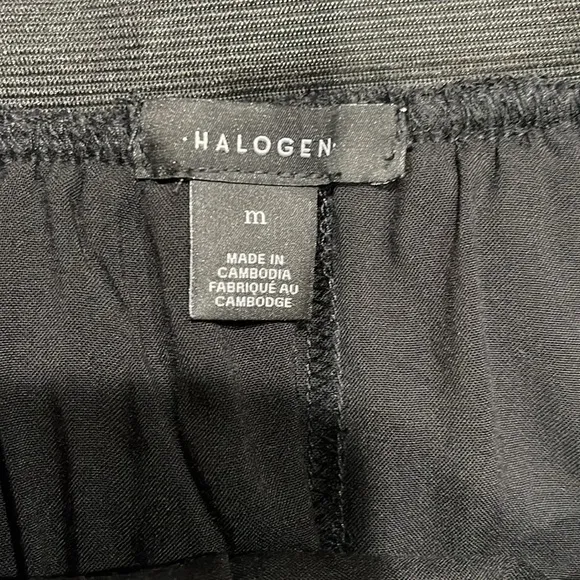 ·HALOGEN·
m
MADE IN
CAMBODIA
FABRIQUÉ AU
CAMBODGE